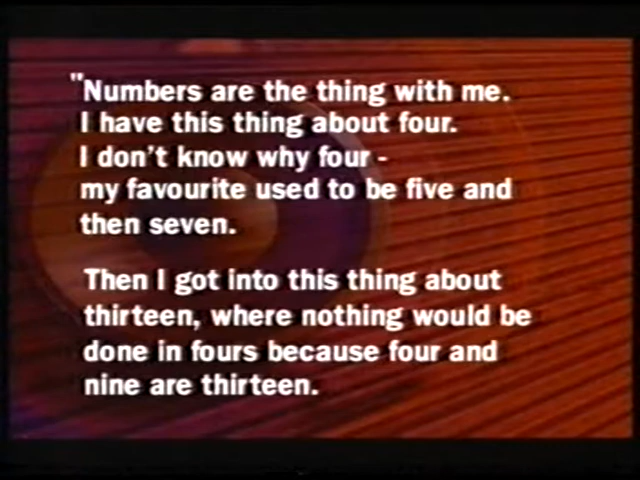 "Numbers are the thing with me.
I have this thing about four.
I don't know why four -
my favourite used to be five and
then seven.
Then I got into this thing about
thirteen, where nothing would be
done in fours because four and
nine are thirteen.